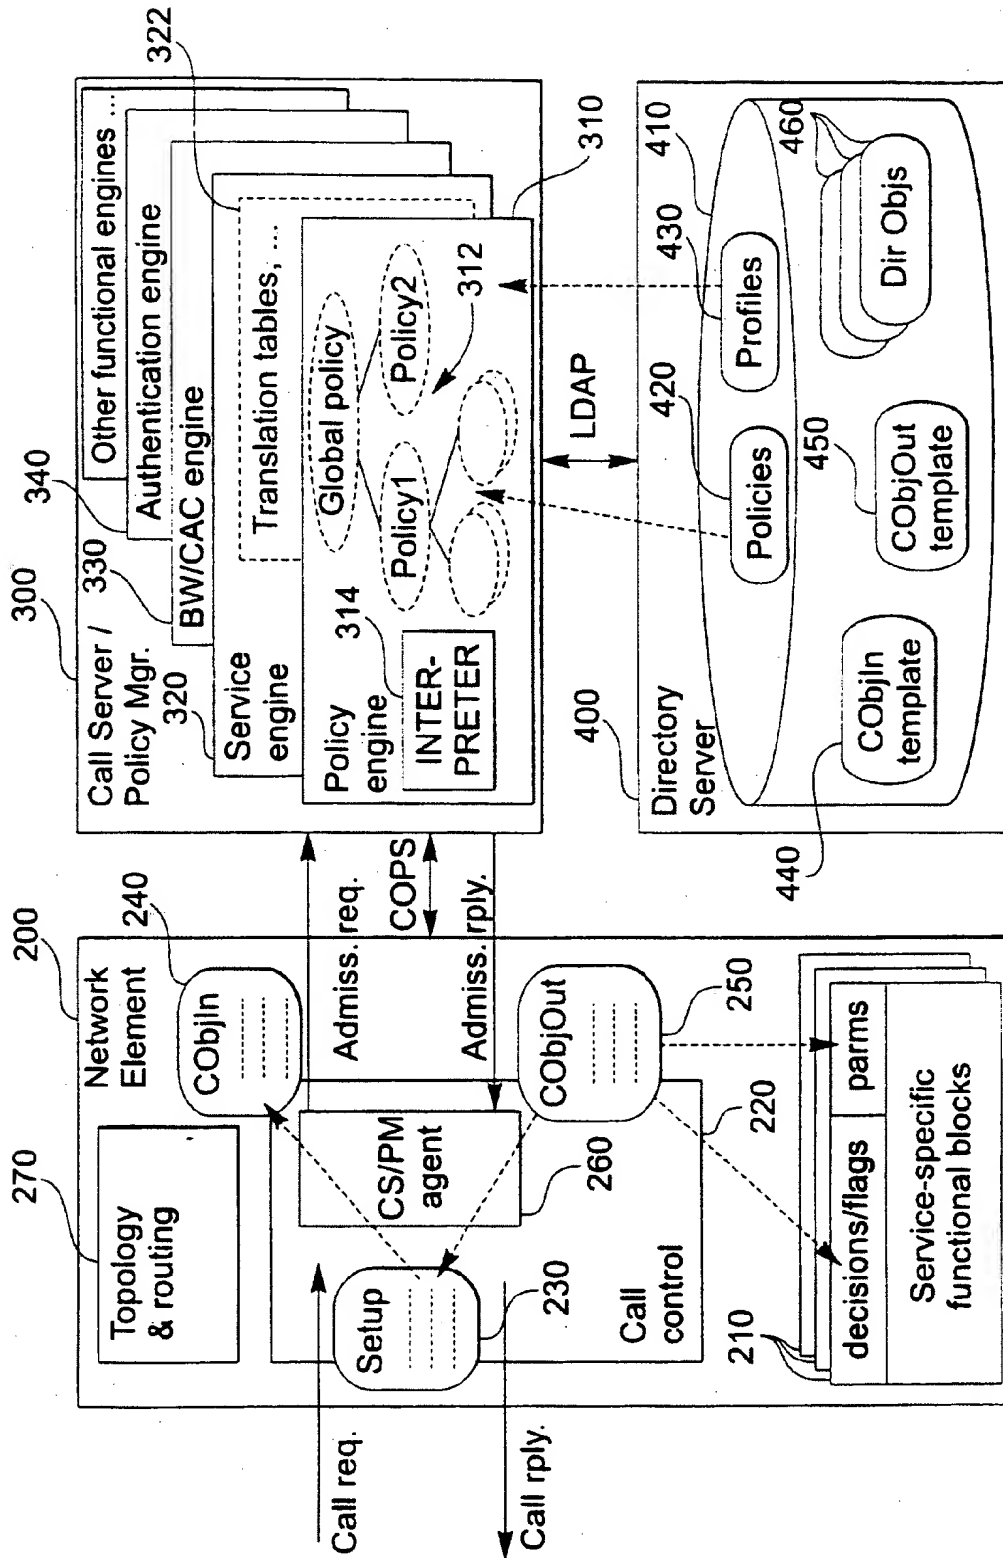 200
Network
Element
270
Topology
& routing
240
CObjIn
Call req.
Setup
230
CS/PM
agent
260
Call
control
Call rply.
CObjOut
250
220
210
decisions/flags
parms
Service-specific
functional blocks
Admiss. req.
COPS
Admiss. rply.
300
Call Server /
Policy Mgr.
340
330
320
322
Other functional engines ...
Authentication engine
BW/CAC engine
Service
engine
Translation tables, ...
Policy
engine
314
INTER-
PRETER
Global policy
Policy1
Policy2
312
310
LDAP
400
Directory
Server
420
430
410
Policies
Profiles
440
CObjIn
template
450
CObjOut
template
460
Dir Objs